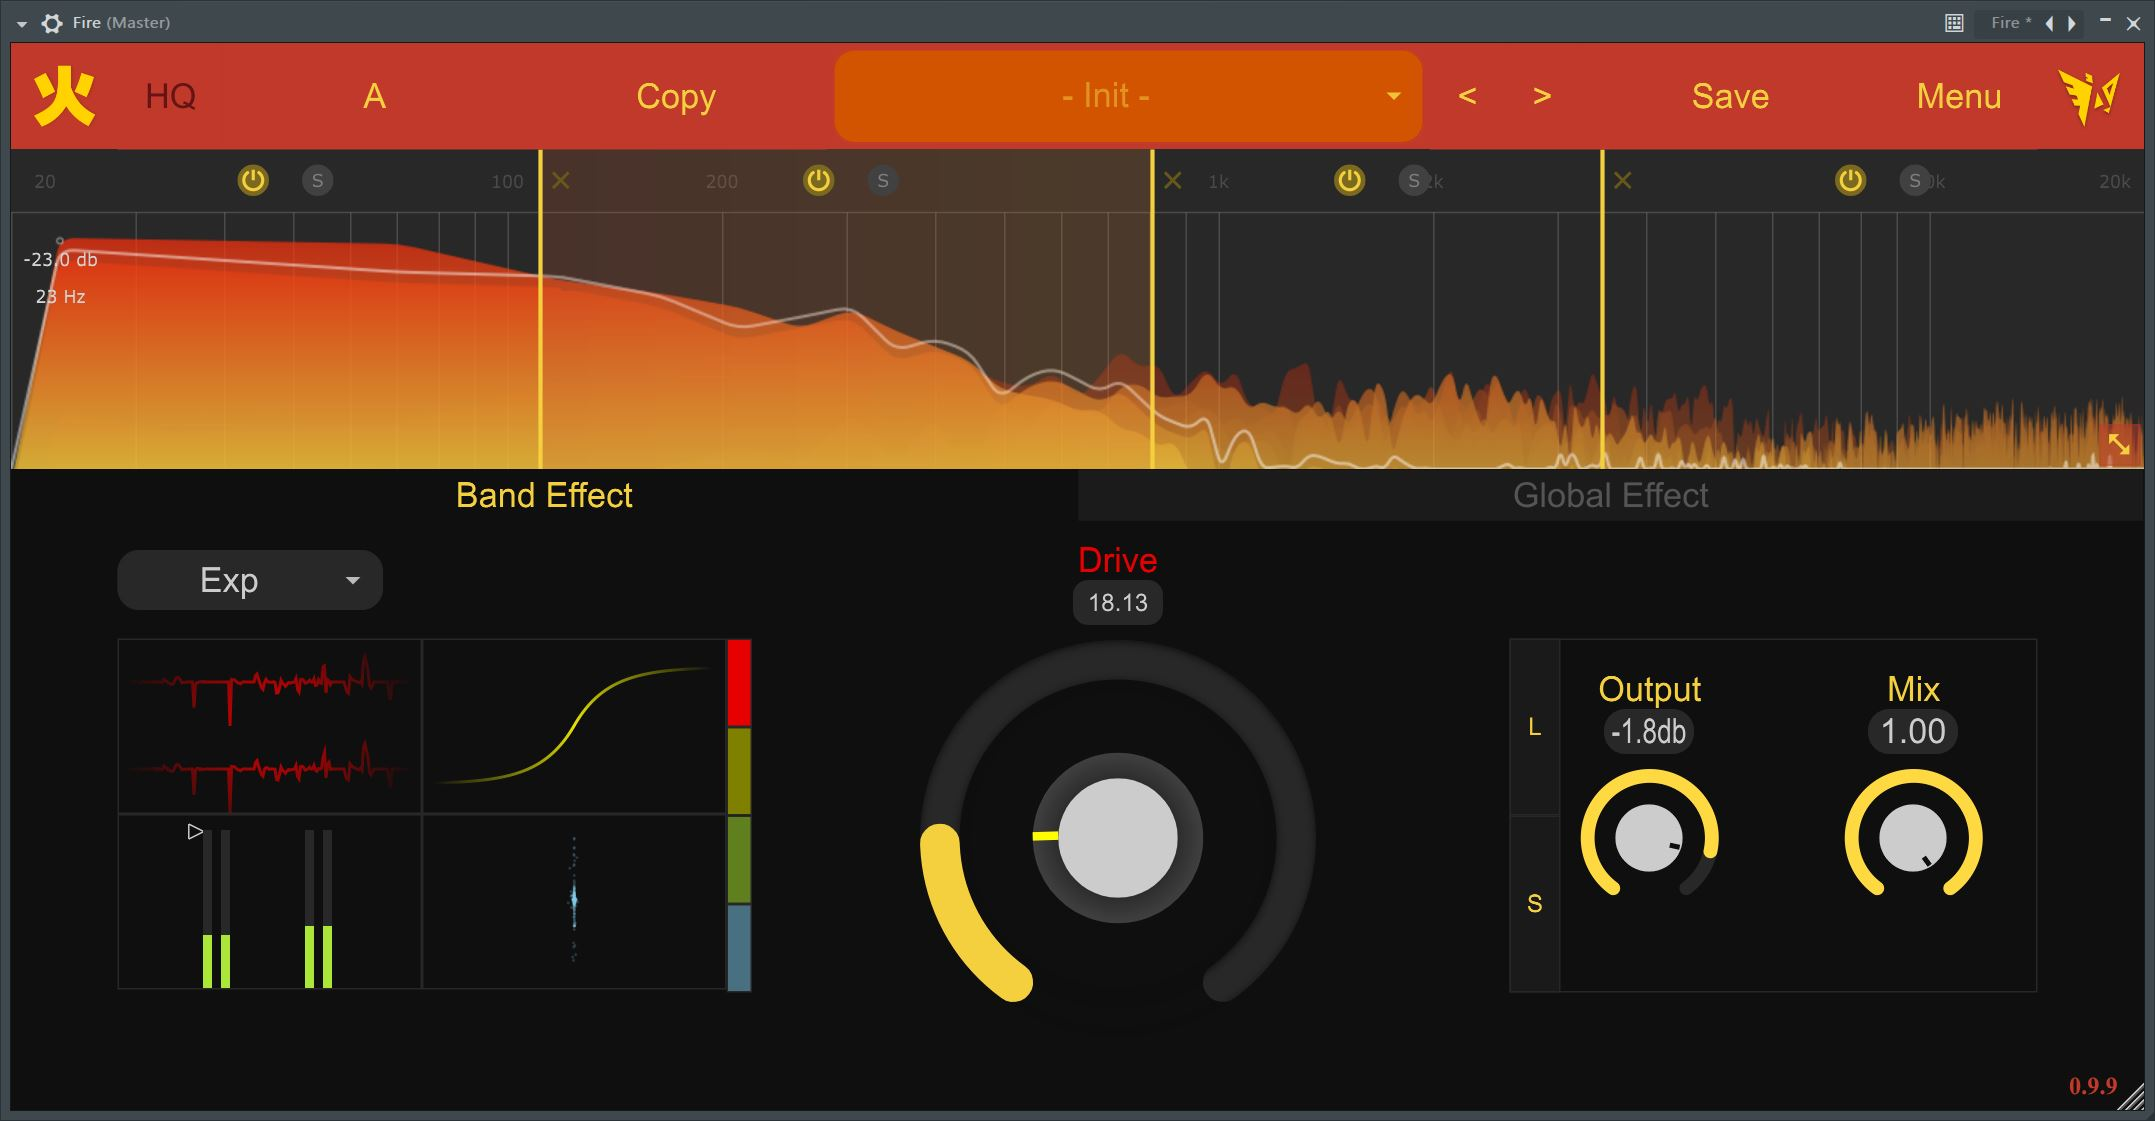 Fire (Master)
Fire *
火
HQ
A
Copy
- Init -
<
>
Save
Menu
20
S
100
200
S
1k
S
k
S
k
20k
-23.0 db
23 Hz
Band Effect
Global Effect
Exp
Drive
18.13
L
S
Output
-1.8db
Mix
1.00
0.9.9